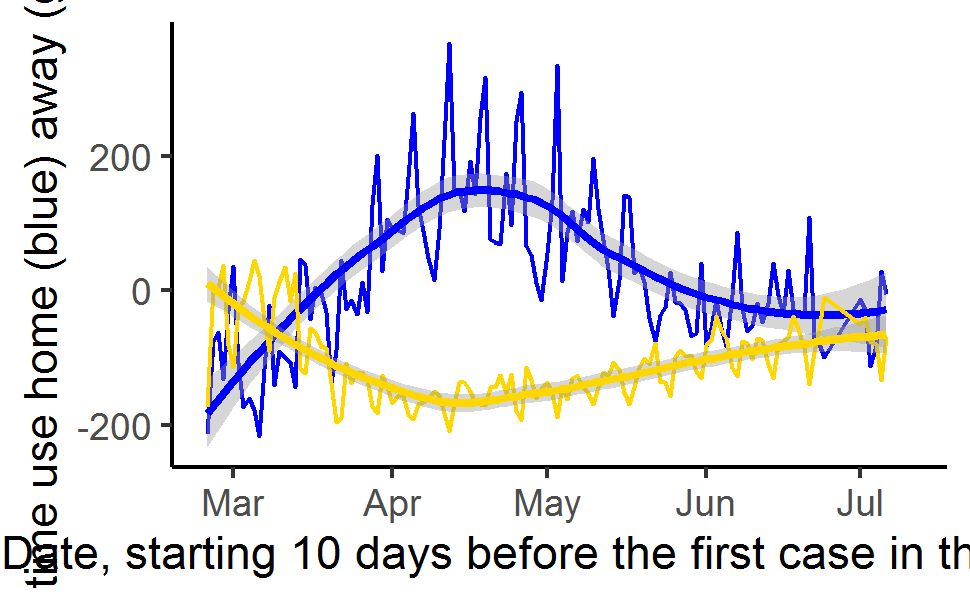 time use home (blue) away (
200
0
-200
Mar Apr May Jun Jul
Date, starting 10 days before the first case in th